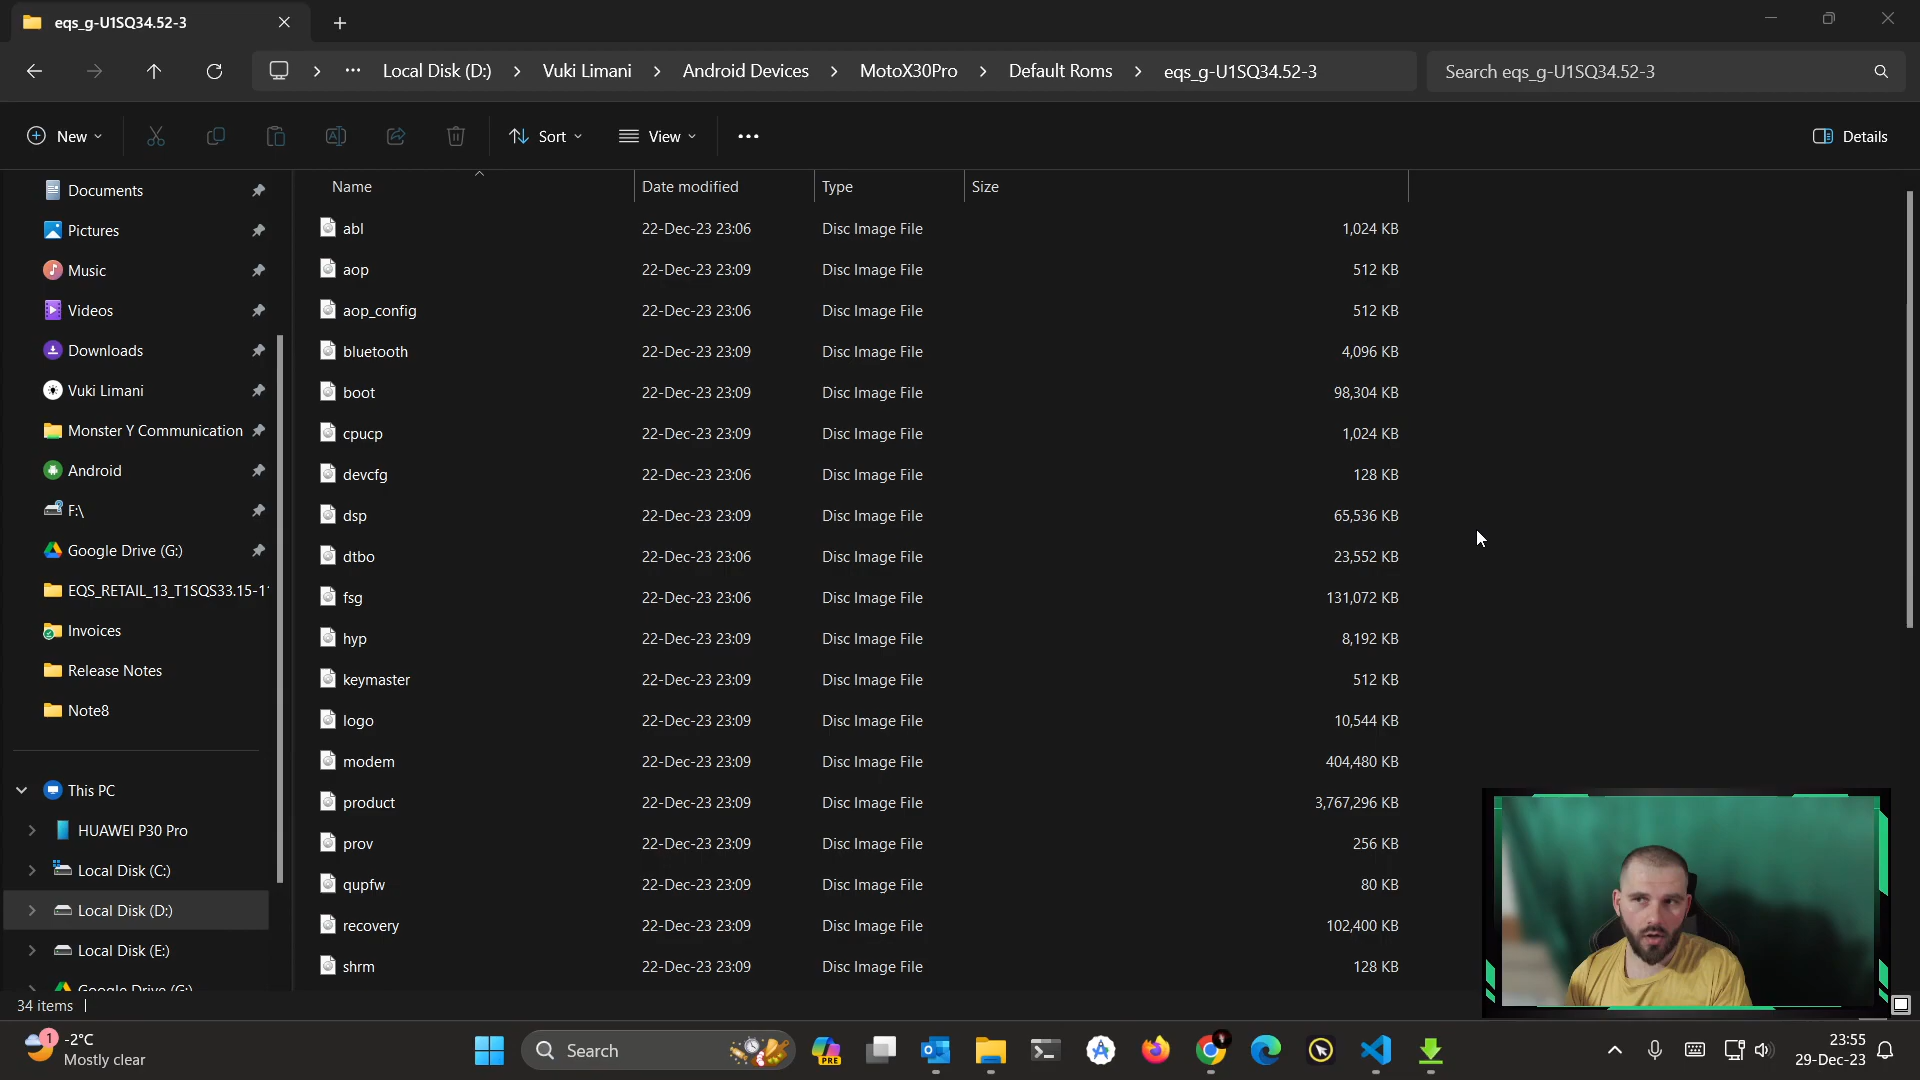 eqs_g-U1SQ34.52-3
Local Disk (D:) Vuki Limani Android Devices MotoX30Pro Default Roms eqs_g-U1SQ34.52-3
Search eqs_g-U1SQ34.52-3
New Sort View Details
Name Date modified Type Size
Documents
Pictures
Music
Videos
Downloads
Vuki Limani
Monster Y Communication
Android
F:\
Google Drive (G:)
EQS_RETAIL_13_T1SQS33.15-1
Invoices
Release Notes
Note8
This PC
HUAWEI P30 Pro
Local Disk (C:)
Local Disk (D:)
Local Disk (E:)
Google Drive (G:)
abl 22-Dec-23 23:06 Disc Image File 1,024 KB
aop 22-Dec-23 23:09 Disc Image File 512 KB
aop_config 22-Dec-23 23:06 Disc Image File 512 KB
bluetooth 22-Dec-23 23:09 Disc Image File 4,096 KB
boot 22-Dec-23 23:09 Disc Image File 98,304 KB
cpucp 22-Dec-23 23:09 Disc Image File 1,024 KB
devcfg 22-Dec-23 23:06 Disc Image File 128 KB
dsp 22-Dec-23 23:09 Disc Image File 65,536 KB
dtbo 22-Dec-23 23:06 Disc Image File 23,552 KB
fsg 22-Dec-23 23:06 Disc Image File 131,072 KB
hyp 22-Dec-23 23:09 Disc Image File 8,192 KB
keymaster 22-Dec-23 23:09 Disc Image File 512 KB
logo 22-Dec-23 23:09 Disc Image File 10,544 KB
modem 22-Dec-23 23:09 Disc Image File 404,480 KB
product 22-Dec-23 23:09 Disc Image File 3,767,296 KB
prov 22-Dec-23 23:09 Disc Image File 256 KB
qupfw 22-Dec-23 23:09 Disc Image File 80 KB
recovery 22-Dec-23 23:09 Disc Image File 102,400 KB
shrm 22-Dec-23 23:09 Disc Image File 128 KB
34 items
1
-2°C
Mostly clear
Search
PRE
23:55
29-Dec-23